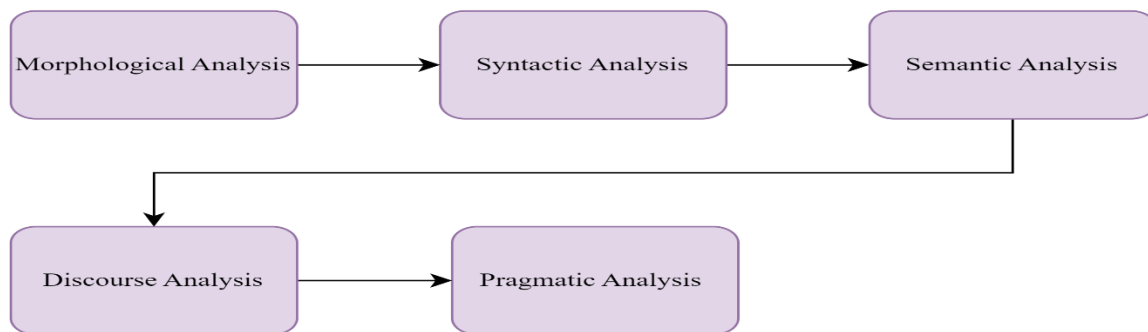 Morphological Analysis
Syntactic Analysis
Semantic Analysis
Discourse Analysis
Pragmatic Analysis